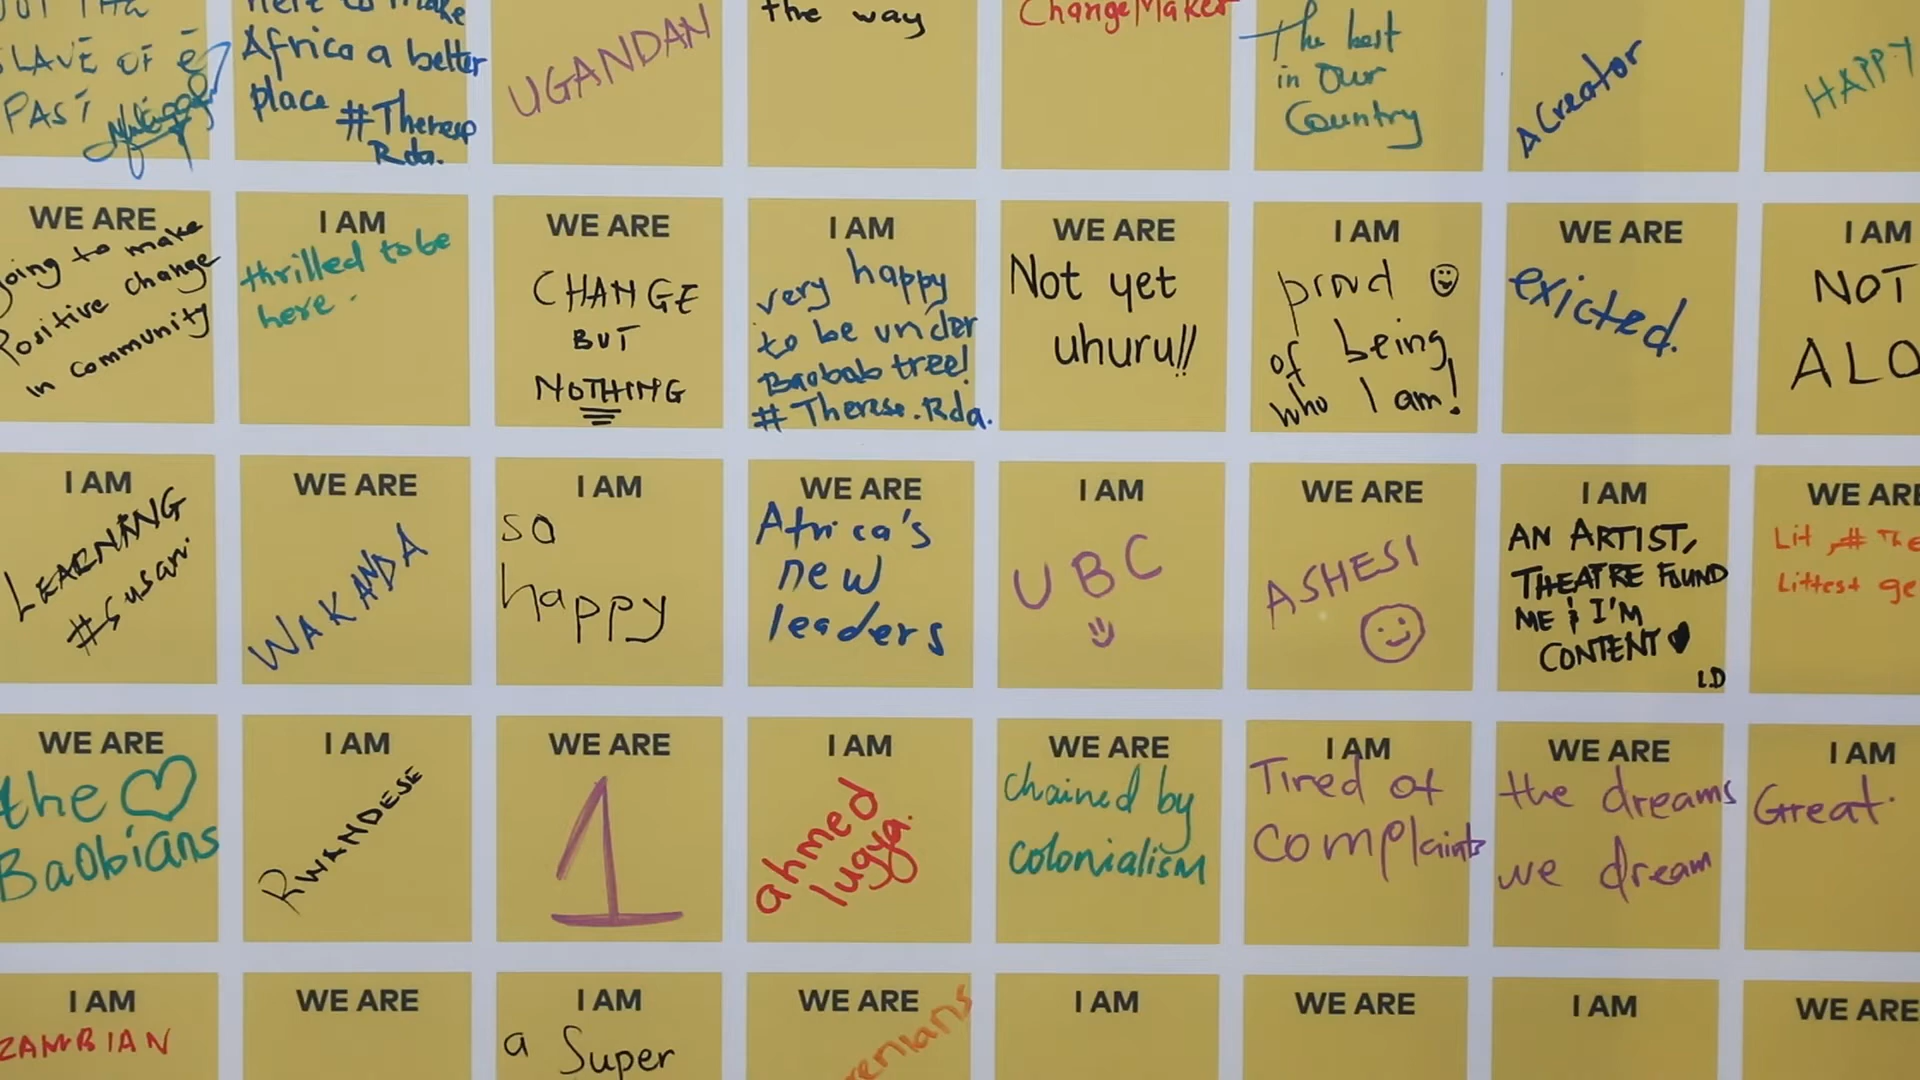 SLAVE OF
PAST
Africa a better
place #Therese
Rda.
UGANDAN
the way
ChangeMaker
The best
in Our
Country
A Creator
HAPPY
WE ARE
going to make
Positive change
in community
I AM
thrilled to be
here.
WE ARE
CHANGE
BUT
NOTHING
I AM
very happy
to be under
Baobab tree!
#Therese.Rda.
WE ARE
Not yet
uhuru!!
I AM
proud
of being
who I am!
WE ARE
exicted.
I AM
NOT
ALO
I AM
LEARNING
#Susan.
WE ARE
WAKANDA
I AM
so
happy
WE ARE
Africa's
new
leaders
I AM
UBC
WE ARE
ASHESI
I AM
AN ARTIST,
THEATRE FOUND
ME & I'M
CONTENT
I.D
WE ARE
Lit, # The
Littest ge
WE ARE
the
Baobians
I AM
RWANDESE
WE ARE
1
I AM
ahmed
lugya.
WE ARE
chained by
colonialism
I AM
Tired of
complaints
WE ARE
the dreams
we dream
I AM
Great.
I AM
ZAMBIAN
WE ARE
I AM
a Super
WE ARE
I AM
WE ARE
I AM
WE ARE